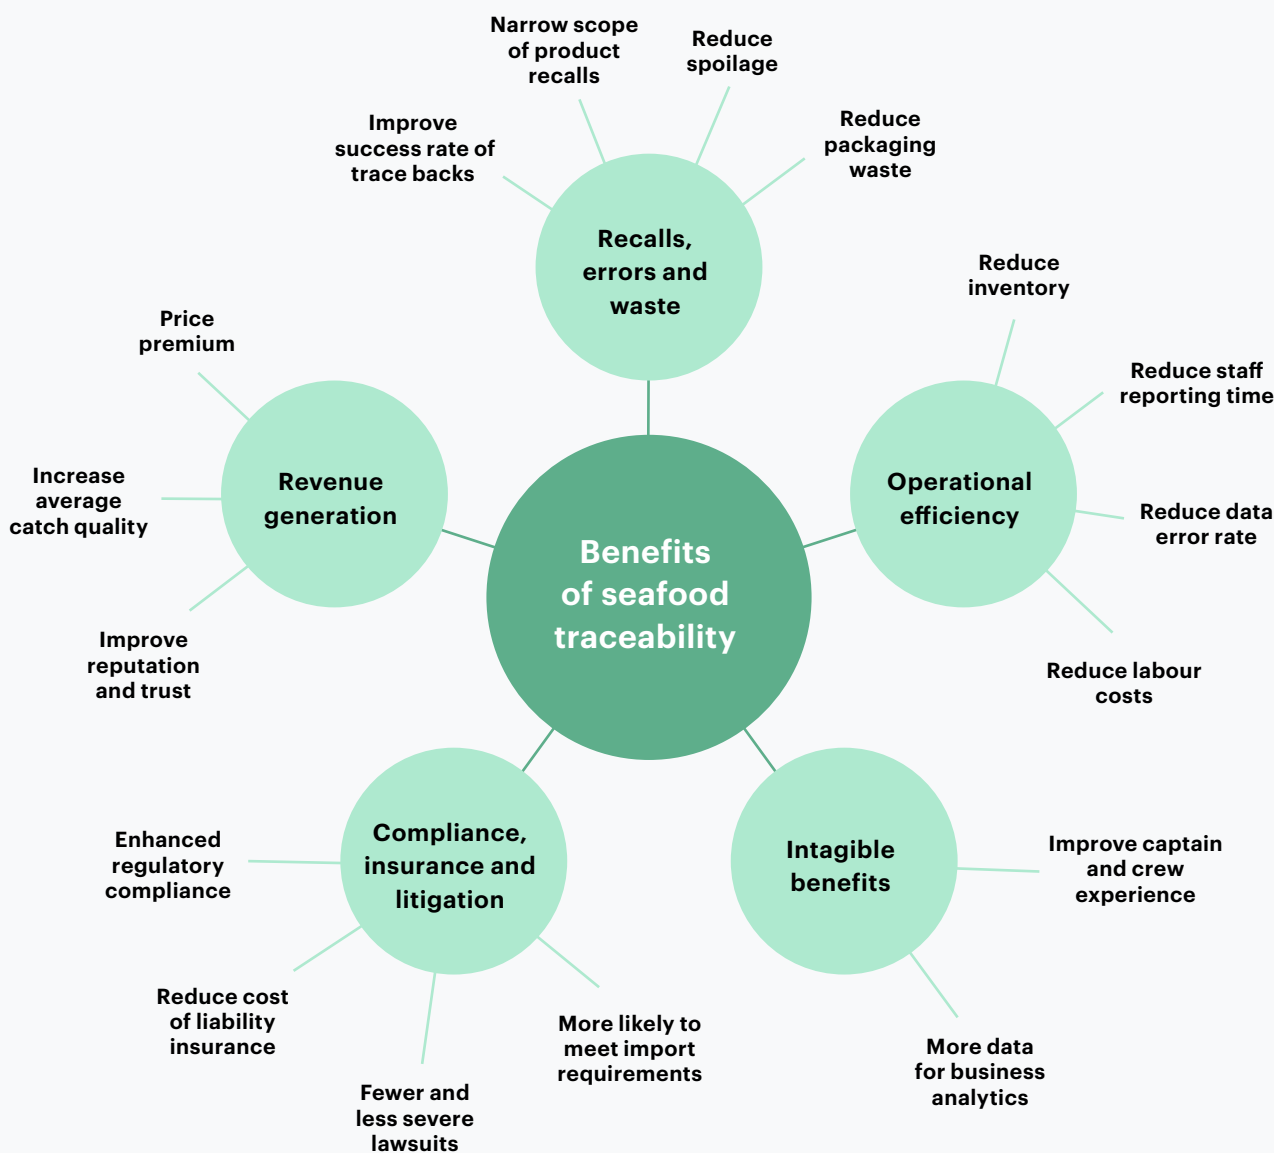 Narrow scope
of product
recalls
Reduce
spoilage
Improve
success rate of
trace backs
Reduce
packaging
waste
Recalls,
errors and
waste
Reduce
inventory
Price
premium
Reduce staff
reporting time
Increase
average
catch quality
Revenue
generation
Operational
efficiency
Reduce data
error rate
Benefits
of seafood
traceability
Improve
reputation
and trust
Reduce labour
costs
Enhanced
regulatory
compliance
Compliance,
insurance and
litigation
Intagible
benefits
Improve captain
and crew
experience
Reduce cost
of liability
insurance
Fewer and
less severe
lawsuits
More likely to
meet import
requirements
More data
for business
analytics